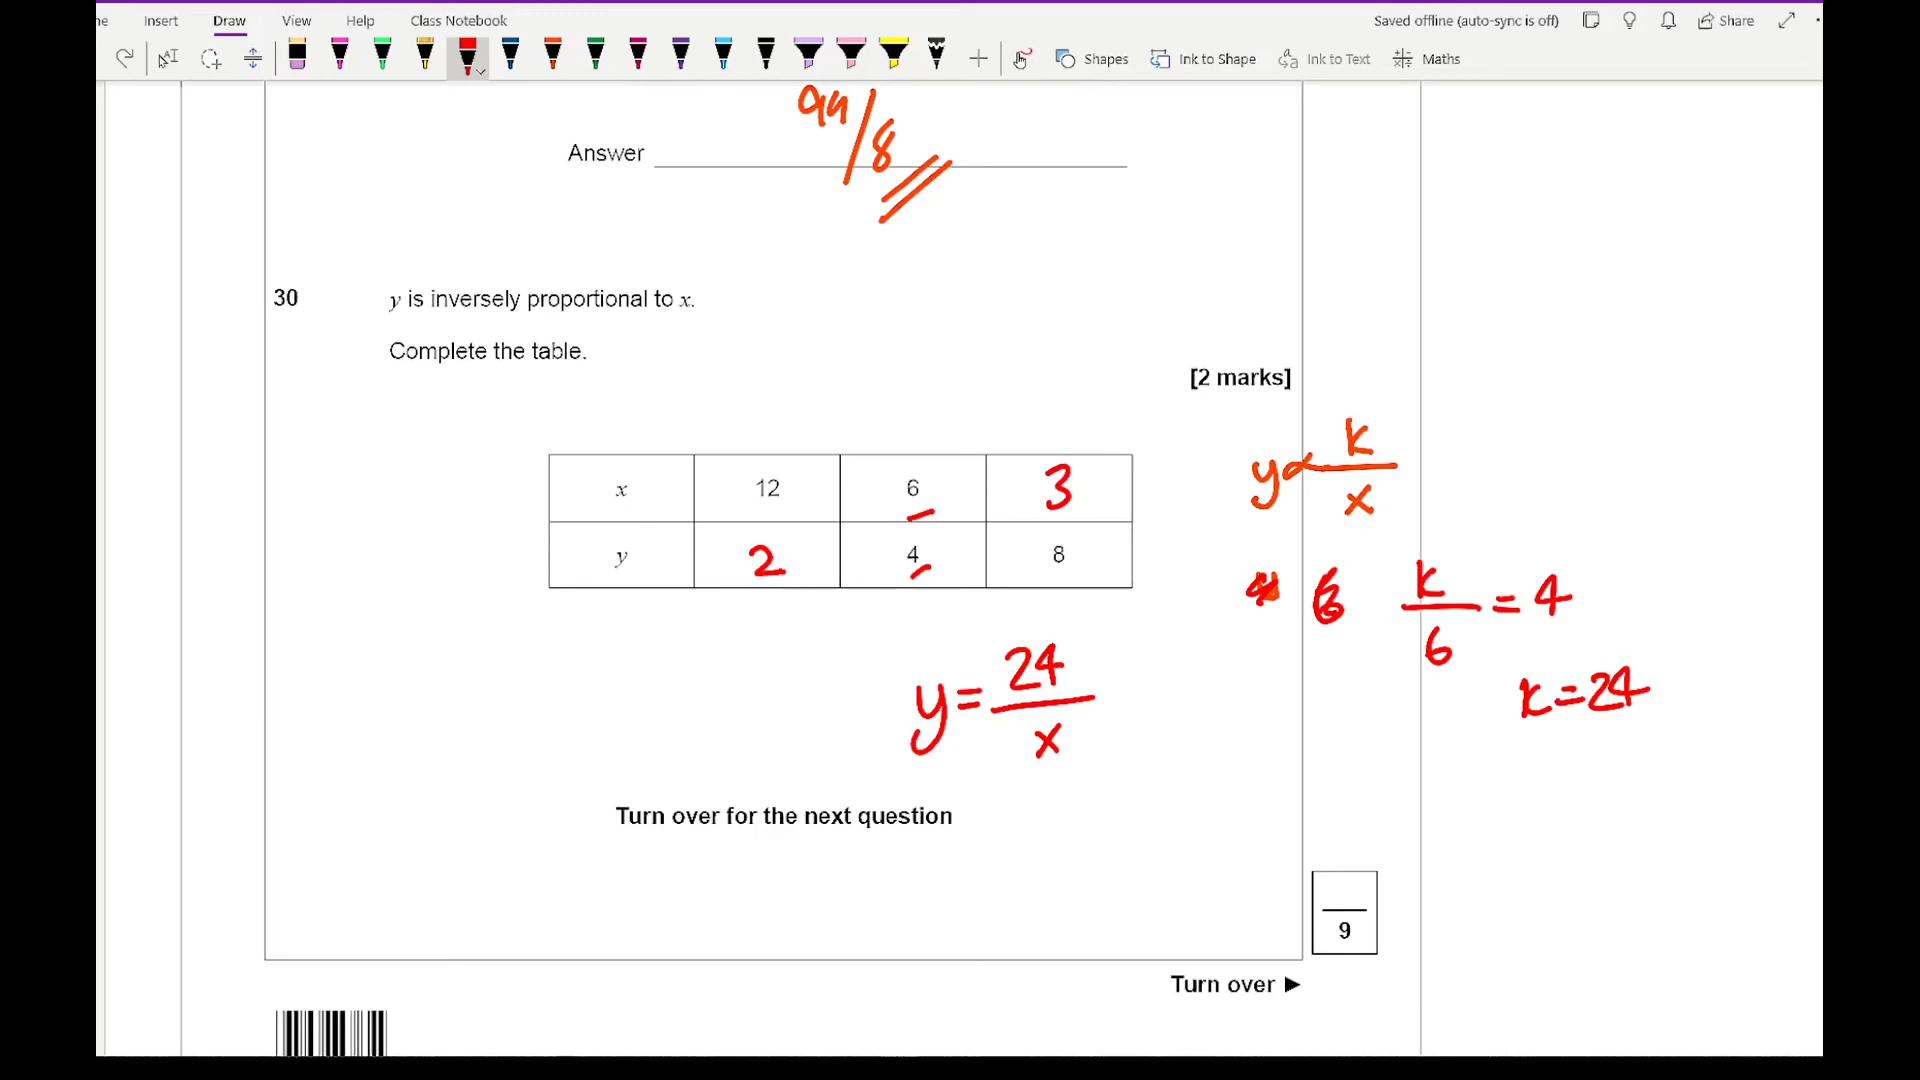 Insert Draw View Help Class Notebook Saved offline (auto-sync is off) Share
Shapes Ink to Shape Ink to Text Maths
Answer
/8
30 y is inversely proportional to x.
Complete the table.
[2 marks]
x 12 6 3
y 2 4 8
y ∝ k/x
6 k/6 = 4
k = 24
y = 24/x
Turn over for the next question
9
Turn over ►